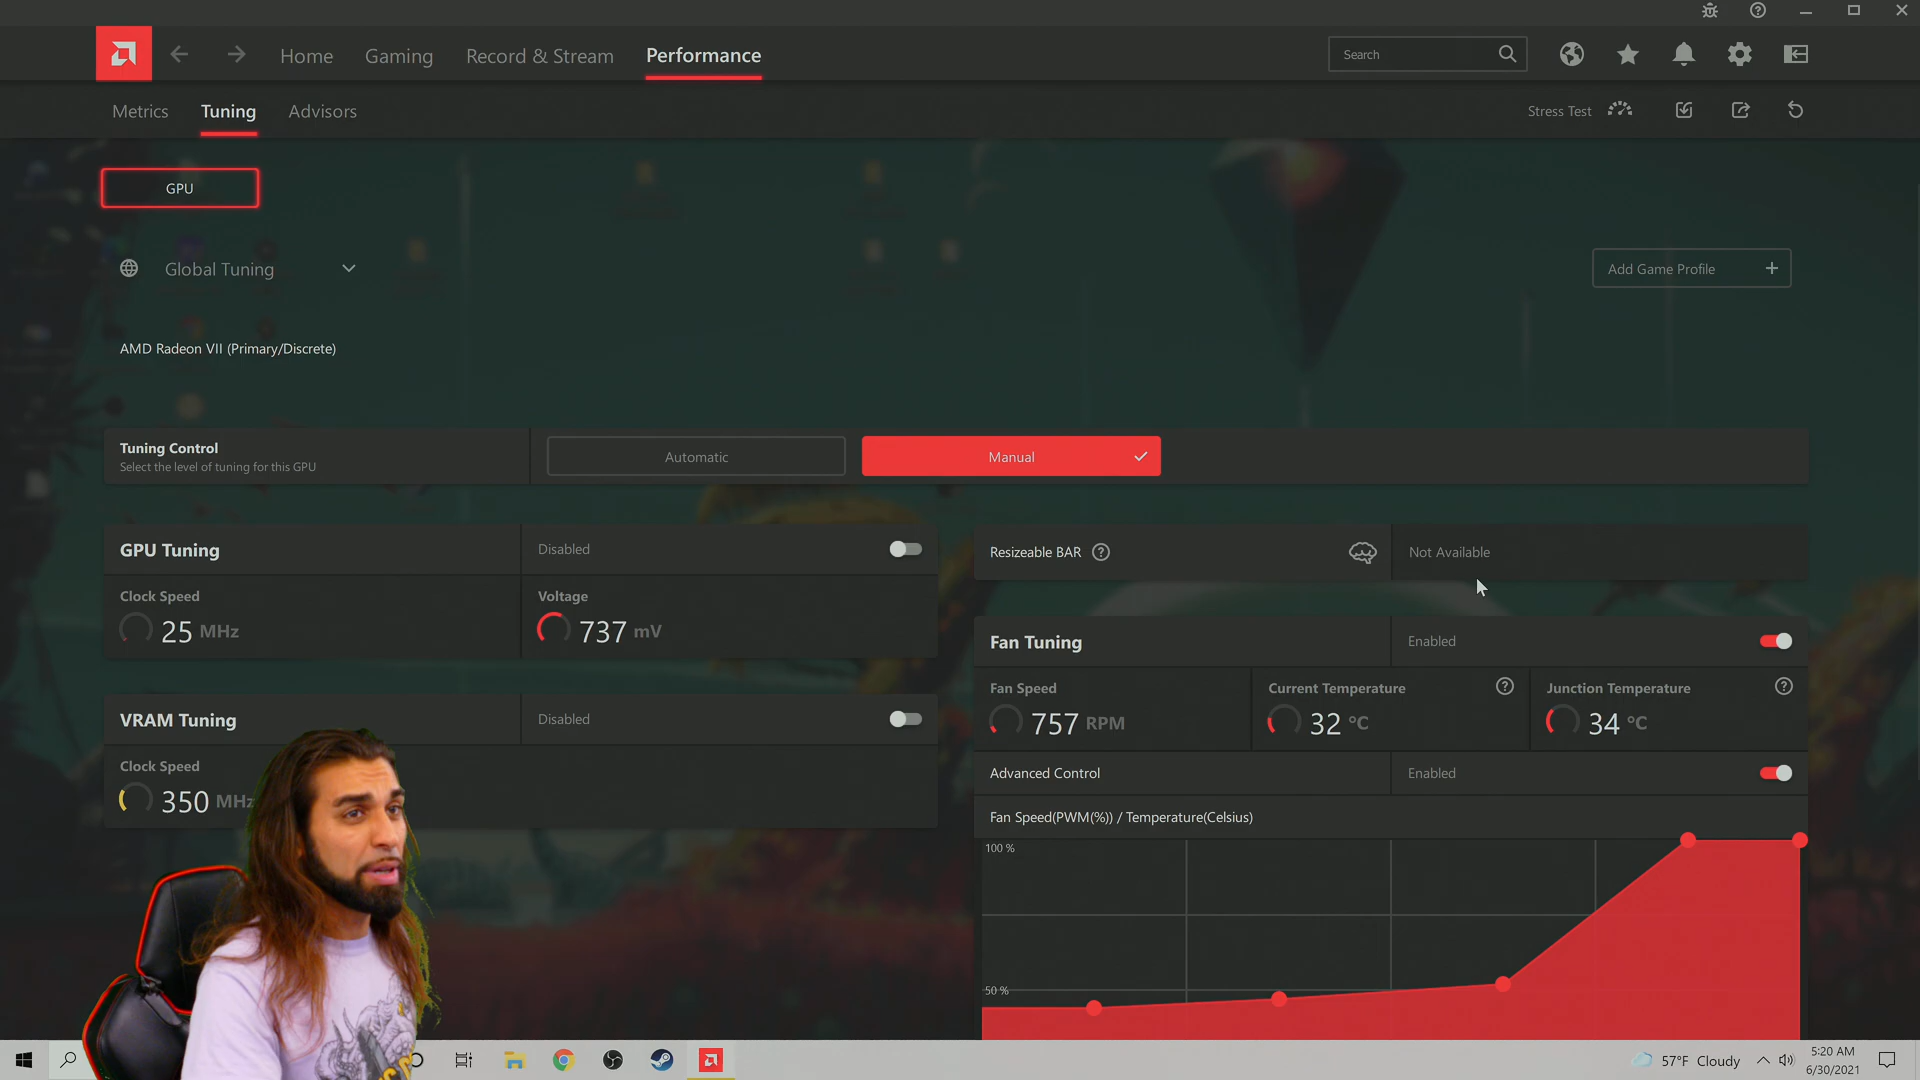 Home
Gaming
Record & Stream
Performance
Search
Metrics
Tuning
Advisors
Stress Test
GPU
Global Tuning
Add Game Profile
AMD Radeon VII (Primary/Discrete)
Tuning Control
Select the level of tuning for this GPU
Automatic
Manual
GPU Tuning
Disabled
Clock Speed
25 MHz
Voltage
737 mV
VRAM Tuning
Disabled
Clock Speed
350 MHz
Resizeable BAR
Not Available
Fan Tuning
Enabled
Fan Speed
757 RPM
Current Temperature
32 °C
Junction Temperature
34 °C
Advanced Control
Enabled
Fan Speed(PWM(%)) / Temperature(Celsius)
100 %
50 %
57°F Cloudy
5:20 AM
6/30/2021